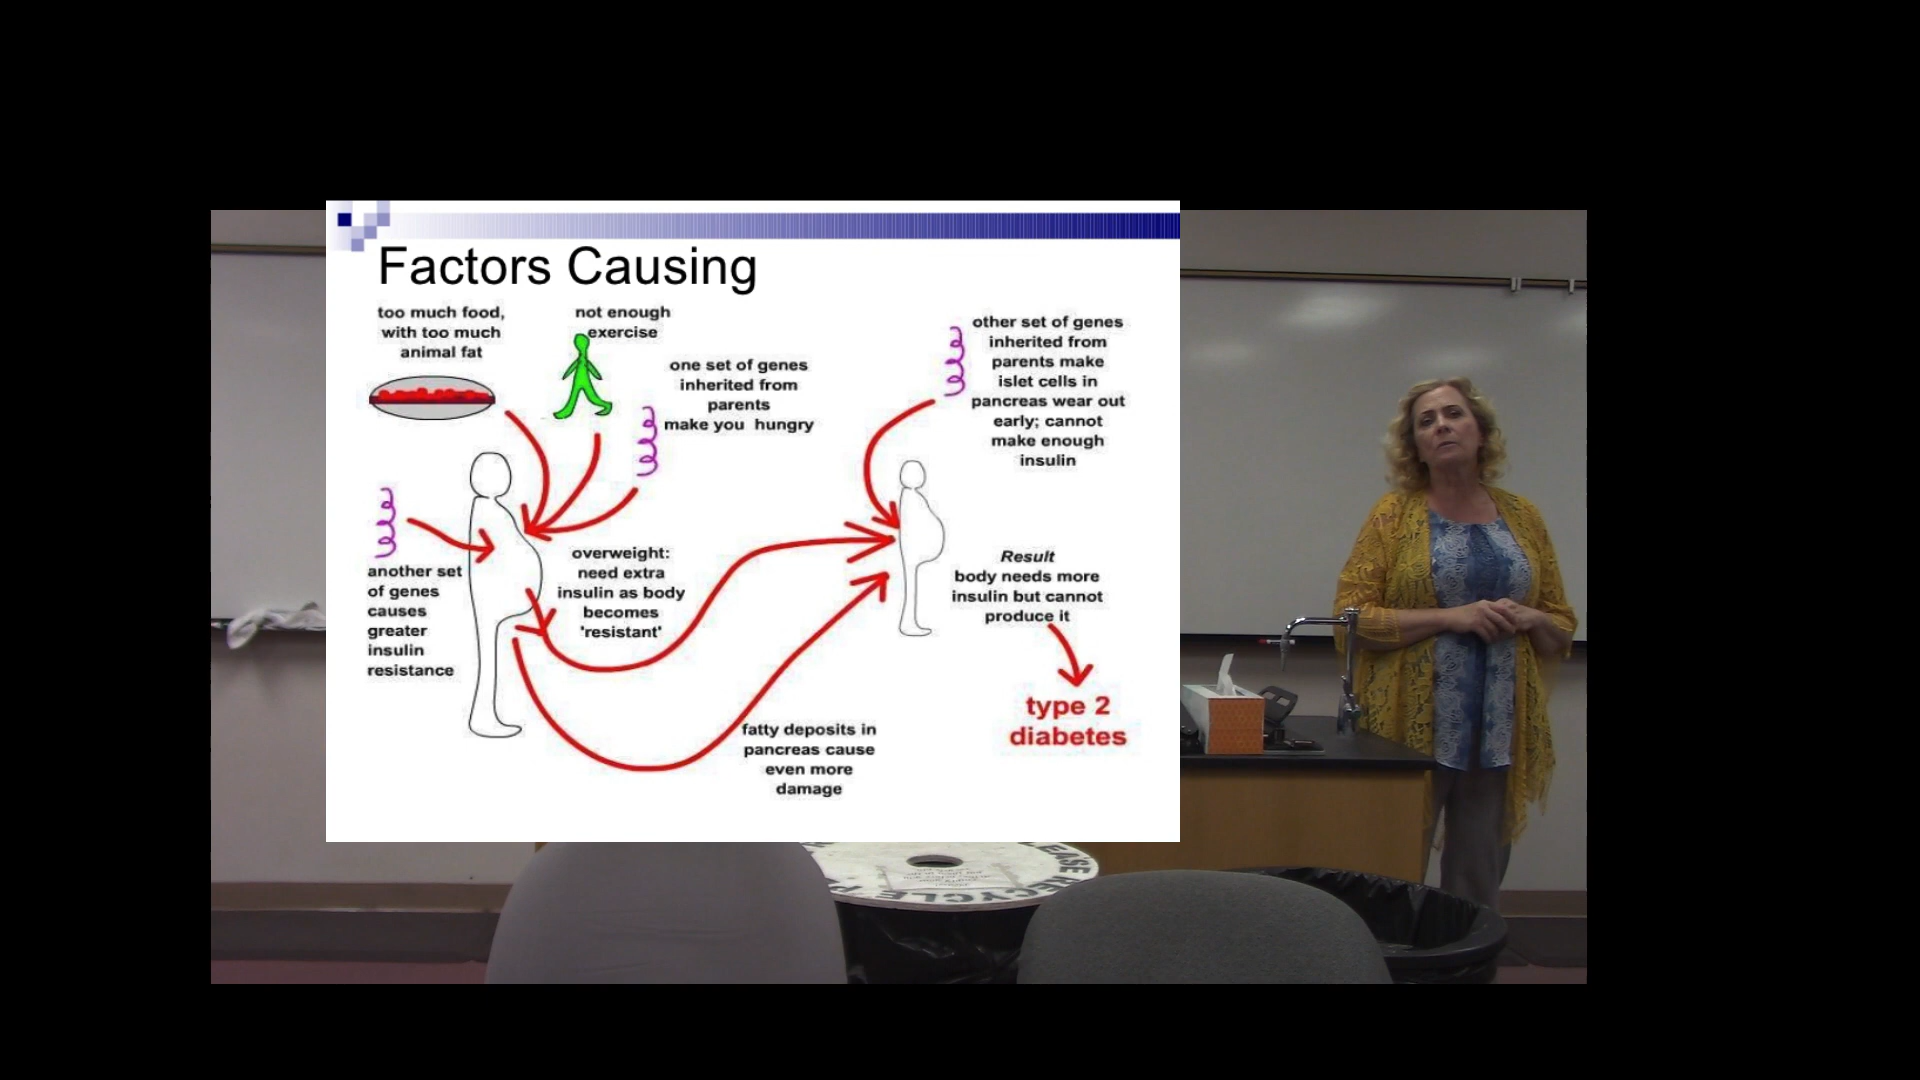 Factors Causing
too much food,
with too much
animal fat
not enough
exercise
one set of genes
inherited from
parents
make you hungry
other set of genes
inherited from
parents make
islet cells in
pancreas wear out
early; cannot
make enough
insulin
another set
of genes
causes
greater
insulin
resistance
overweight:
need extra
insulin as body
becomes
'resistant'
Result
body needs more
insulin but cannot
produce it
type 2
diabetes
fatty deposits in
pancreas cause
even more
damage
RECYCLE